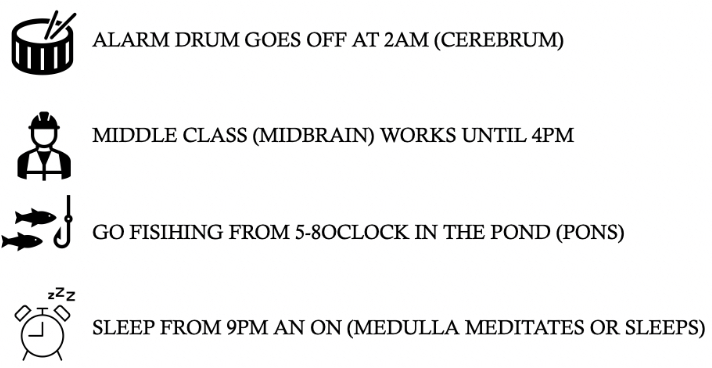 ALARM DRUM GOES OFF AT 2AM (CEREBRUM)
MIDDLE CLASS (MIDBRAIN) WORKS UNTIL 4PM
GO FISIHING FROM 5-8OCLOCK IN THE POND (PONS)
zZZZ
SLEEP FROM 9PM AN ON (MEDULLA MEDITATES OR SLEEPS)